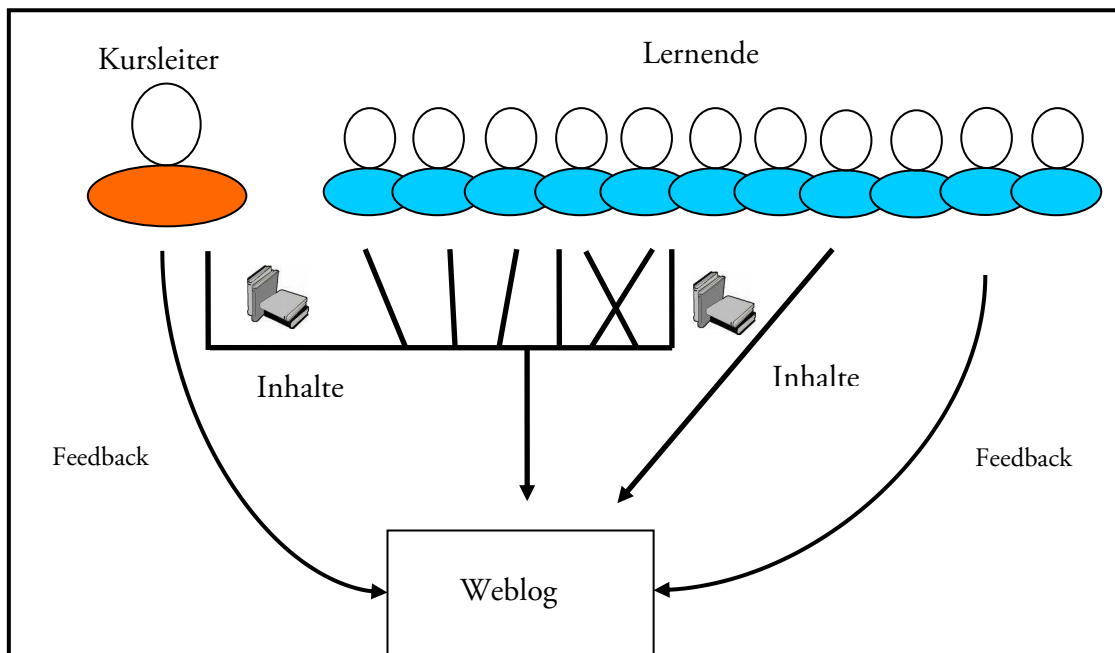 Kursleiter
Lernende
Inhalte
Inhalte
Feedback
Feedback
Weblog